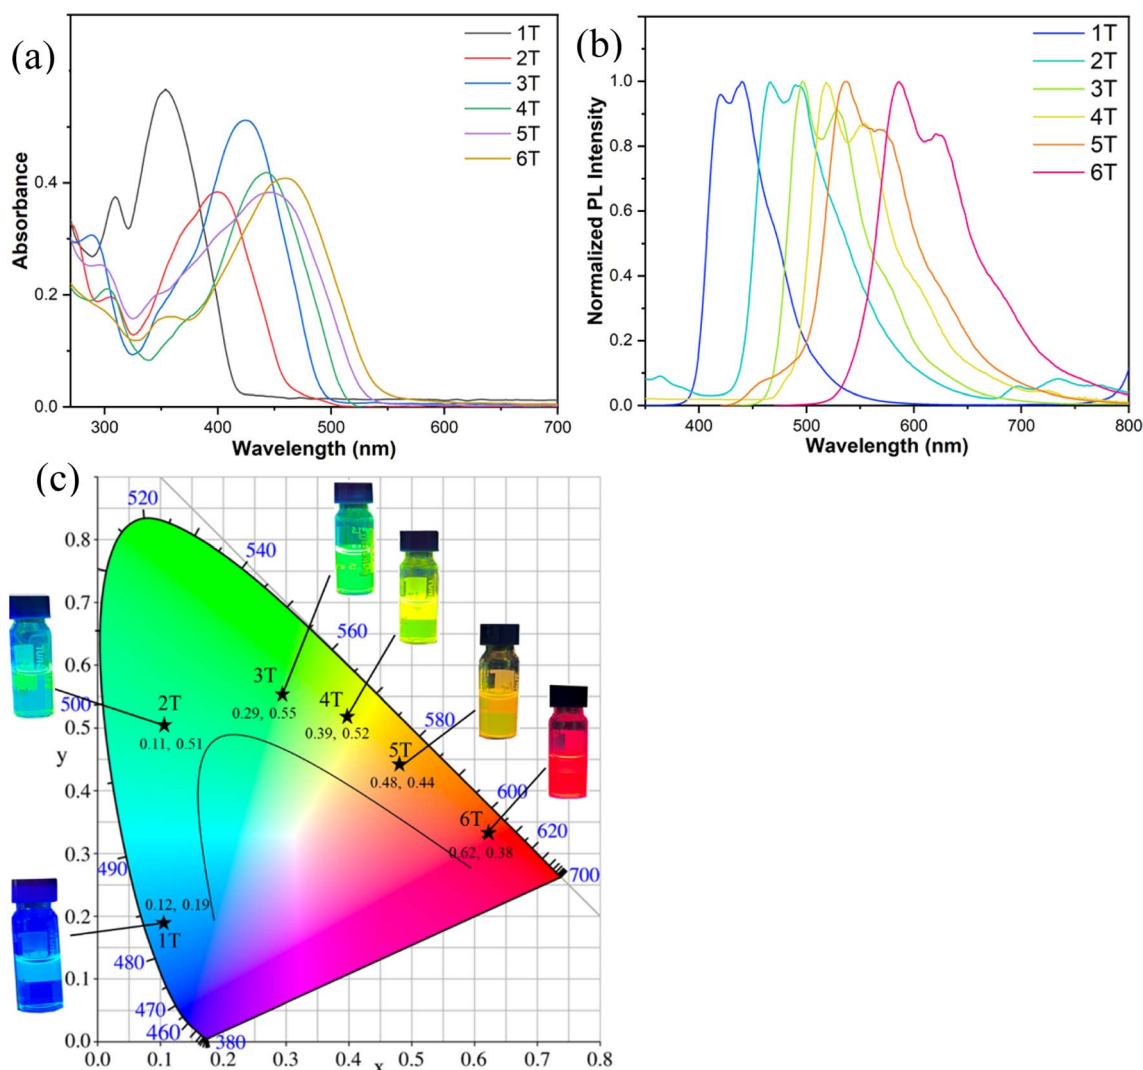 (a)
1T
2T
3T
4T
5T
6T
Absorbance
0.4
0.2
0.0
300 400 500 600 700
Wavelength (nm)
(b)
1T
2T
3T
4T
5T
6T
Normalized PL Intensity
1.0
0.8
0.6
0.4
0.2
0.0
400 500 600 700 800
Wavelength (nm)
(c)
520
540
560
580
600
620
700
500
490
480
470
460
380
0.8
0.7
0.6
0.5
0.4
0.3
0.2
0.1
0.0
y
3T
0.29, 0.55
4T
0.39, 0.52
2T
0.11, 0.51
5T
0.48, 0.44
6T
0.62, 0.38
0.12, 0.19
1T
0.0 0.1 0.2 0.3 0.4 0.5 0.6 0.7 0.8
x